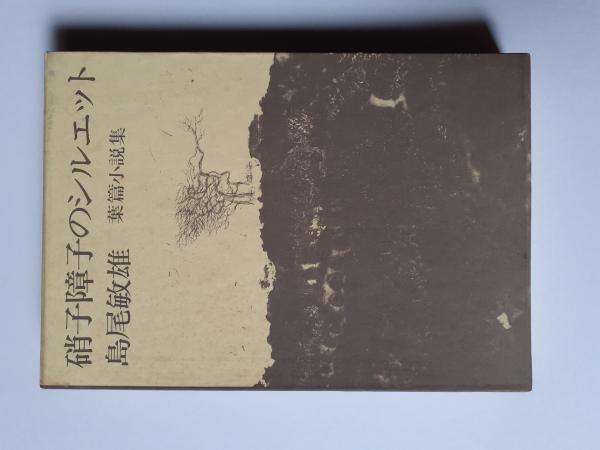 硝子障子のシルエット
島尾敏雄 葉篇小説集